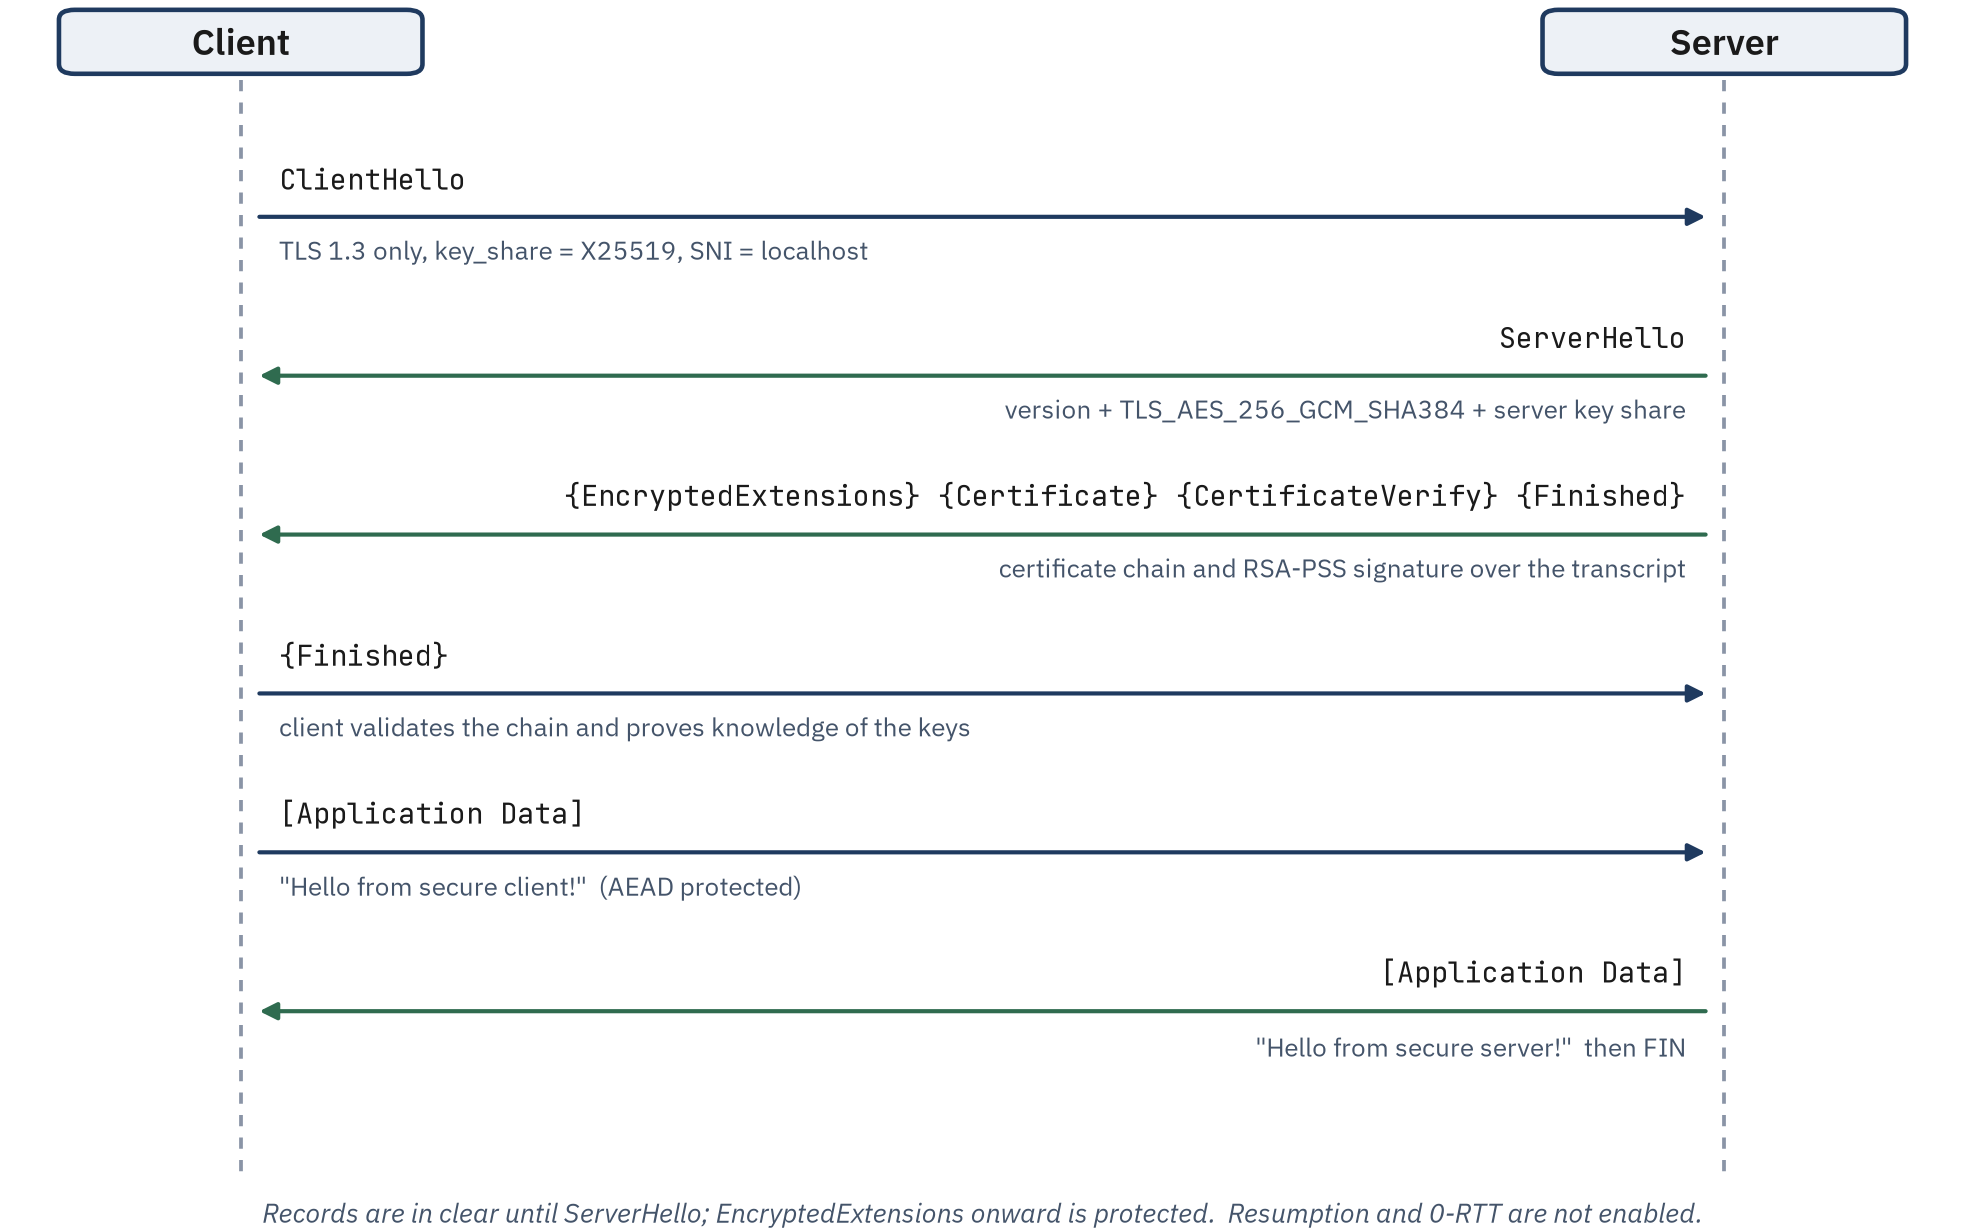 Client
Server
ClientHello
TLS 1.3 only, key_share = X25519, SNI = localhost
ServerHello
version + TLS_AES_256_GCM_SHA384 + server key share
{EncryptedExtensions} {Certificate} {CertificateVerify} {Finished}
certificate chain and RSA-PSS signature over the transcript
{Finished}
client validates the chain and proves knowledge of the keys
[Application Data]
"Hello from secure client!" (AEAD protected)
[Application Data]
"Hello from secure server!" then FIN
Records are in clear until ServerHello; EncryptedExtensions onward is protected. Resumption and 0-RTT are not enabled.